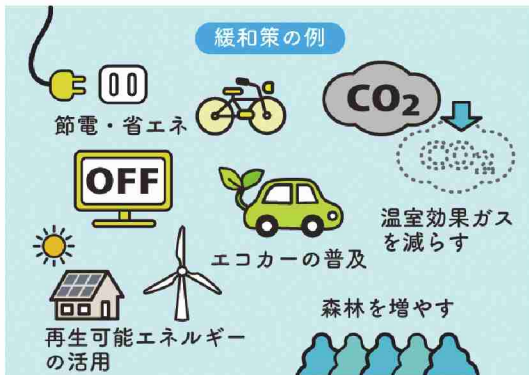 緩和策の例
節電・省エネ
CO₂
CO₂
OFF
温室効果ガス
を減らす
エコカーの普及
再生可能エネルギー
の活用
森林を増やす